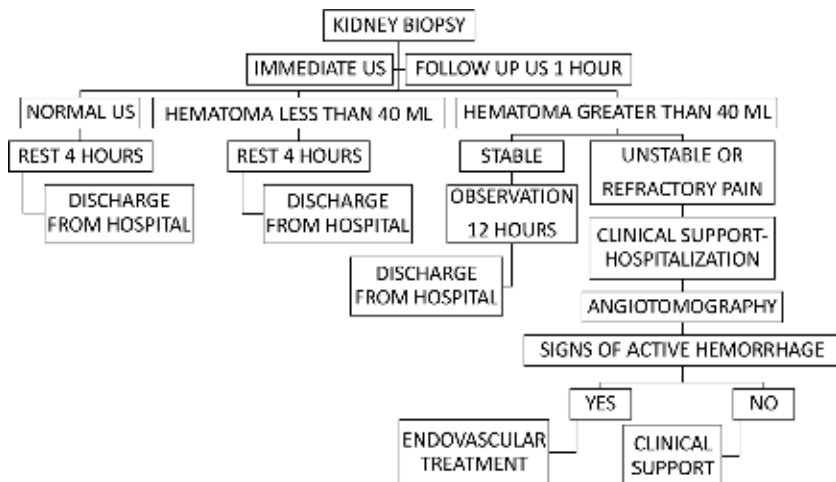 KIDNEY BIOPSY
IMMEDIATE US
FOLLOW UP US 1 HOUR
NORMAL US
HEMATOMA LESS THAN 40 ML
HEMATOMA GREATER THAN 40 ML
REST 4 HOURS
REST 4 HOURS
STABLE
UNSTABLE OR
REFRACTORY PAIN
DISCHARGE
FROM HOSPITAL
DISCHARGE
FROM HOSPITAL
OBSERVATION
12 HOURS
CLINICAL SUPPORT-
HOSPITALIZATION
DISCHARGE
FROM HOSPITAL
ANGIOTOMOGRAPHY
SIGNS OF ACTIVE HEMORRHAGE
YES
NO
ENDOVASCULAR
TREATMENT
CLINICAL
SUPPORT